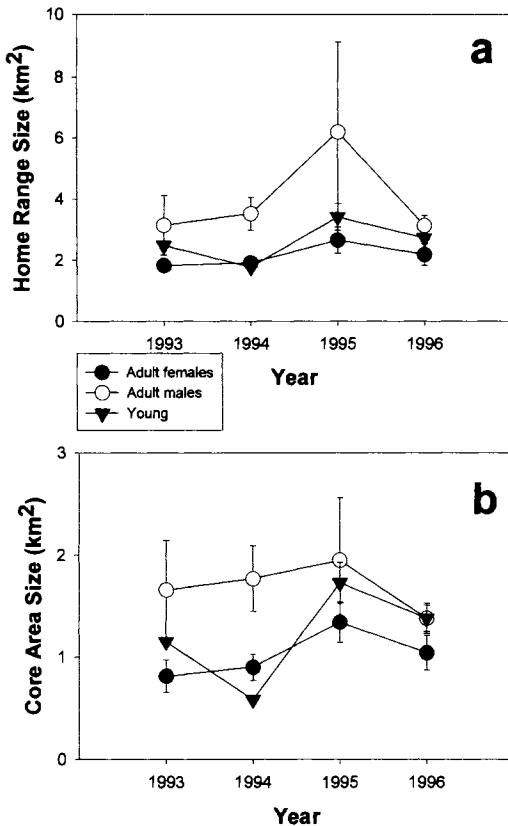 a
Home Range Size (km²)
10
8
6
4
2
0
1993 1994 1995 1996
Year
Adult females
Adult males
Young
b
Core Area Size (km²)
3
2
1
0
1993 1994 1995 1996
Year